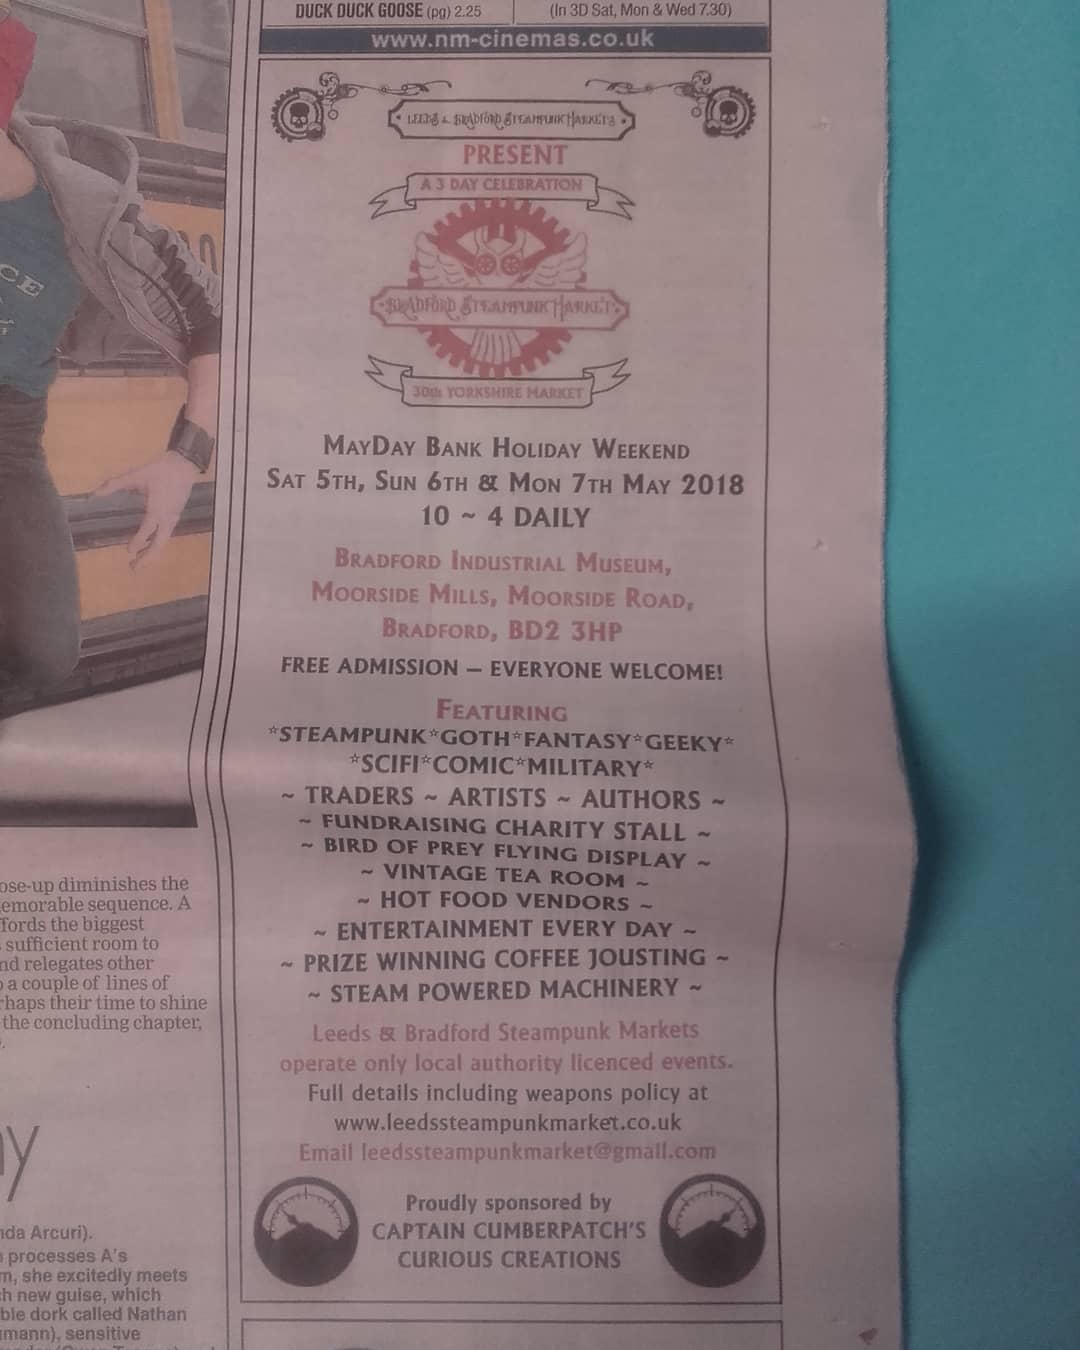 DUCK DUCK GOOSE (pg) 2.25
(In 3D Sat, Mon & Wed 7.30)
www.nm-cinemas.co.uk
LEEDS & BRADFORD STEAMPUNK MARKETS
PRESENT
A 3 DAY CELEBRATION
BRADFORD STEAMPUNK MARKET
30th YORKSHIRE MARKET
MAYDAY BANK HOLIDAY WEEKEND
SAT 5TH, SUN 6TH & MON 7TH MAY 2018
10 ~ 4 DAILY
BRADFORD INDUSTRIAL MUSEUM,
MOORSIDE MILLS, MOORSIDE ROAD,
BRADFORD, BD2 3HP
FREE ADMISSION – EVERYONE WELCOME!
FEATURING
*STEAMPUNK*GOTH*FANTASY*GEEKY*
*SCIFI*COMIC*MILITARY*
~ TRADERS ~ ARTISTS ~ AUTHORS ~
~ FUNDRAISING CHARITY STALL ~
~ BIRD OF PREY FLYING DISPLAY ~
~ VINTAGE TEA ROOM ~
~ HOT FOOD VENDORS ~
~ ENTERTAINMENT EVERY DAY ~
~ PRIZE WINNING COFFEE JOUSTING ~
~ STEAM POWERED MACHINERY ~
Leeds & Bradford Steampunk Markets
operate only local authority licenced events.
Full details including weapons policy at
www.leedssteampunkmarket.co.uk
Email leedssteampunkmarket@gmail.com
Proudly sponsored by
CAPTAIN CUMBERPATCH'S
CURIOUS CREATIONS
ose-up diminishes the
emorable sequence. A
fords the biggest
sufficient room to
nd relegates other
a couple of lines of
rhaps their time to shine
the concluding chapter,
y
nda Arcuri).
processes A's
m, she excitedly meets
ch new guise, which
ble dork called Nathan
mann), sensitive